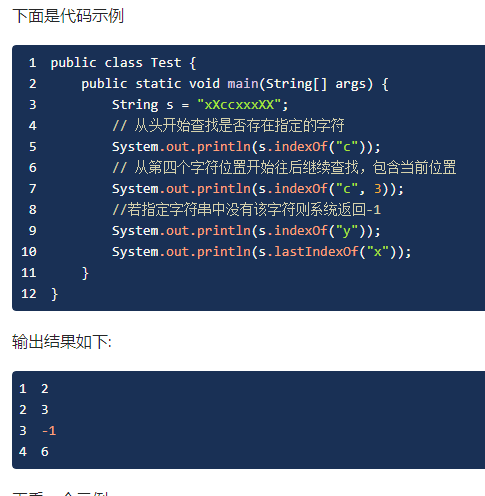 下面是代码示例
1 public class Test {
2     public static void main(String[] args) {
3         String s = "xXccxxxXX";
4         // 从头开始查找是否存在指定的字符
5         System.out.println(s.indexOf("c"));
6         // 从第四个字符位置开始往后继续查找，包含当前位置
7         System.out.println(s.indexOf("c", 3));
8         //若指定字符串中没有该字符则系统返回-1
9         System.out.println(s.indexOf("y"));
10         System.out.println(s.lastIndexOf("x"));
11     }
12 }
输出结果如下:
1 2
2 3
3 -1
4 6